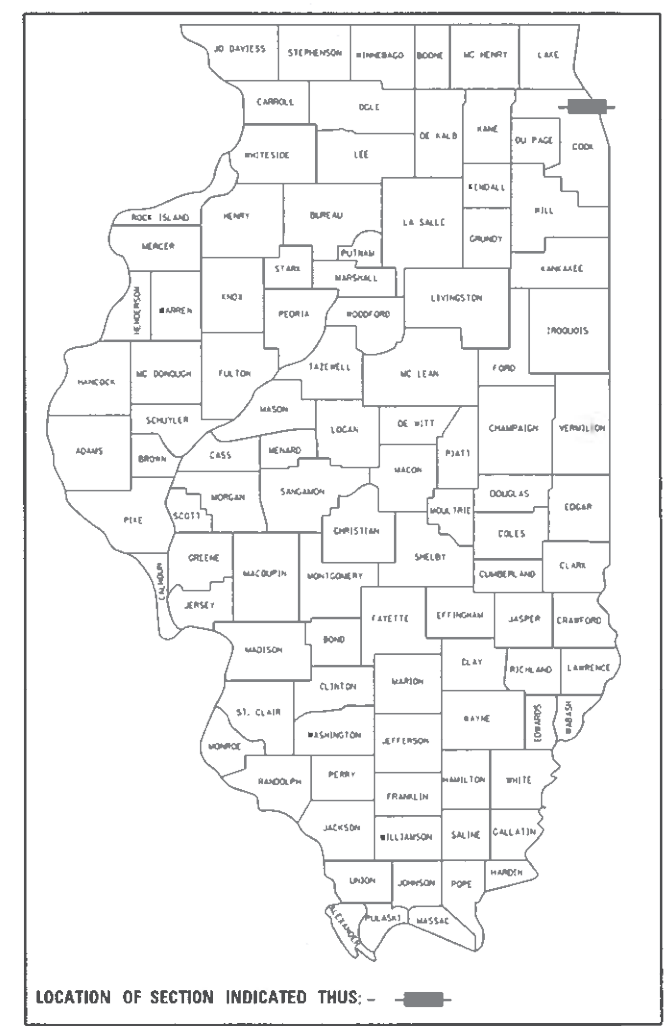 JO DAVIESS STEPHENSON WINNEBAGO BOONE MC HENRY LAKE
CARROLL OGLE DE KALB KANE DU PAGE COOK
WHITESIDE LEE KENDALL WILL
ROCK ISLAND HENRY BUREAU LA SALLE GRUNDY
MERCER PUTNAM KANKAKEE
STARK MARSHALL
HENDERSON WARREN KNOX PEORIA WOODFORD LIVINGSTON IROQUOIS
HANCOCK MC DONOUGH FULTON TAZEWELL MC LEAN FORD
SCHUYLER MASON LOGAN DE WITT CHAMPAIGN VERMILION
ADAMS BROWN CASS MENARD MACON PIATT
PIKE SCOTT MORGAN SANGAMON MOULTRIE DOUGLAS EDGAR
CHRISTIAN COLES
CALHOUN GREENE MACOUPIN MONTGOMERY SHELBY CUMBERLAND CLARK
JERSEY FAYETTE EFFINGHAM JASPER CRAWFORD
MADISON BOND
CLAY RICHLAND LAWRENCE
CLINTON MARION
ST. CLAIR WAYNE EDWARDS WABASH
MONROE WASHINGTON JEFFERSON
RANDOLPH PERRY HAMILTON WHITE
FRANKLIN
JACKSON WILLIAMSON SALINE GALLATIN
UNION JOHNSON POPE HARDIN
ALEXANDER PULASKI MASSAC
LOCATION OF SECTION INDICATED THUS: -